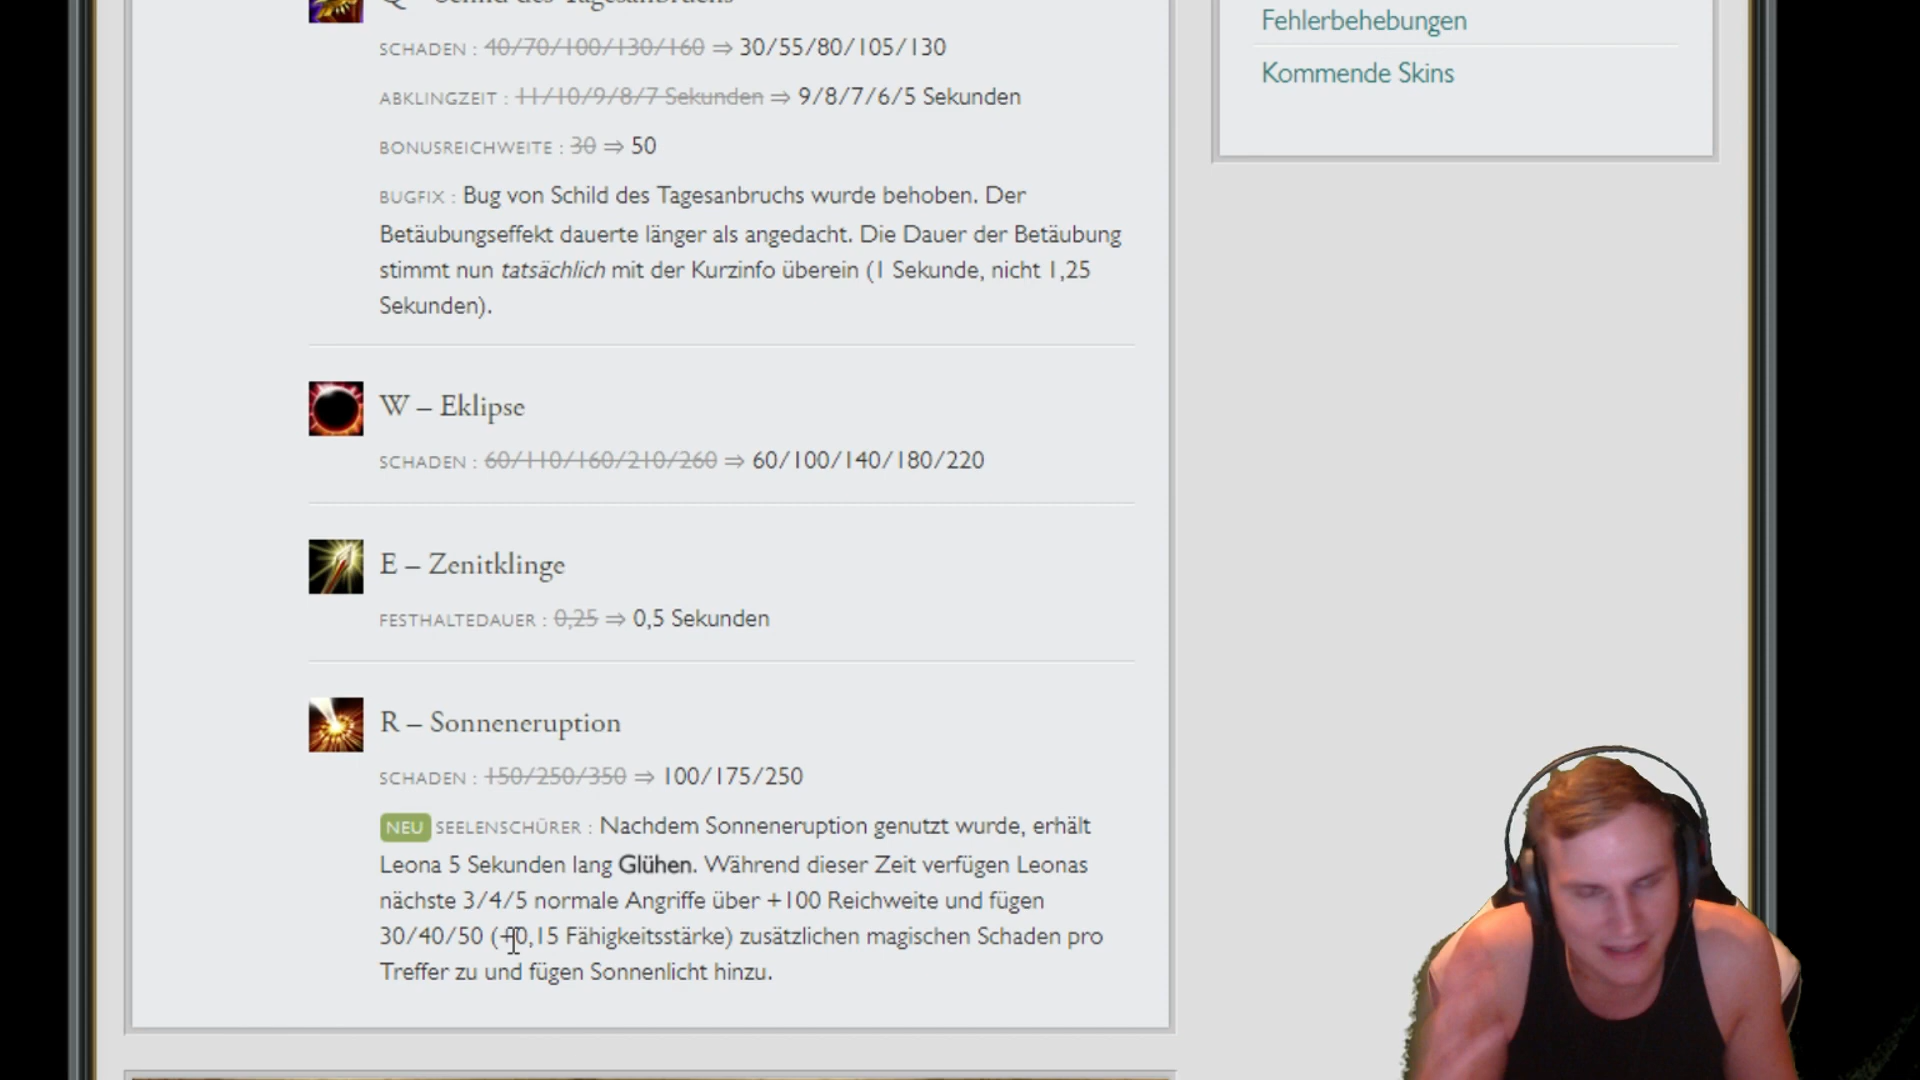 Q – Schild des Tagesanbruchs
Fehlerbehebungen
SCHADEN : 40/70/100/130/160 ⇒ 30/55/80/105/130
Kommende Skins
ABKLINGZEIT : 11/10/9/8/7 Sekunden ⇒ 9/8/7/6/5 Sekunden
BONUSREICHWEITE : 30 ⇒ 50
BUGFIX : Bug von Schild des Tagesanbruchs wurde behoben. Der
Betäubungseffekt dauerte länger als angedacht. Die Dauer der Betäubung
stimmt nun tatsächlich mit der Kurzinfo überein (1 Sekunde, nicht 1,25
Sekunden).
W – Eklipse
SCHADEN : 60/110/160/210/260 ⇒ 60/100/140/180/220
E – Zenitklinge
FESTHALTEDAUER : 0,25 ⇒ 0,5 Sekunden
R – Sonneneruption
SCHADEN : 150/250/350 ⇒ 100/175/250
NEU SEELENSCHÜRER : Nachdem Sonneneruption genutzt wurde, erhält
Leona 5 Sekunden lang Glühen. Während dieser Zeit verfügen Leonas
nächste 3/4/5 normale Angriffe über +100 Reichweite und fügen
30/40/50 (+0,15 Fähigkeitsstärke) zusätzlichen magischen Schaden pro
Treffer zu und fügen Sonnenlicht hinzu.